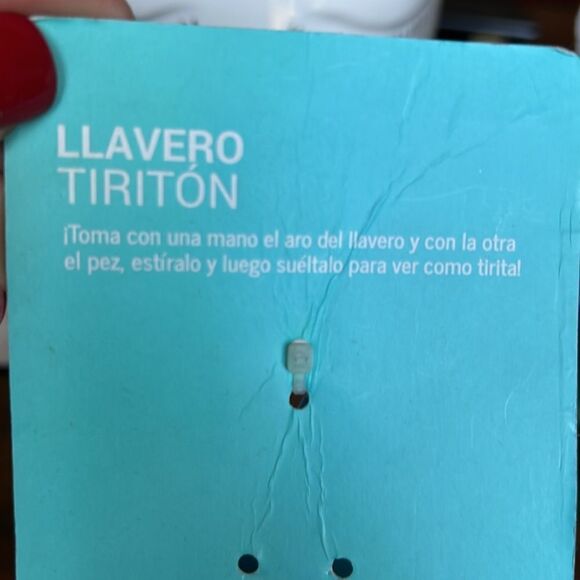 LLAVERO
TIRITÓN
¡Toma con una mano el aro del llavero y con la otra
el pez, estíralo y luego suéltalo para ver como tirita!